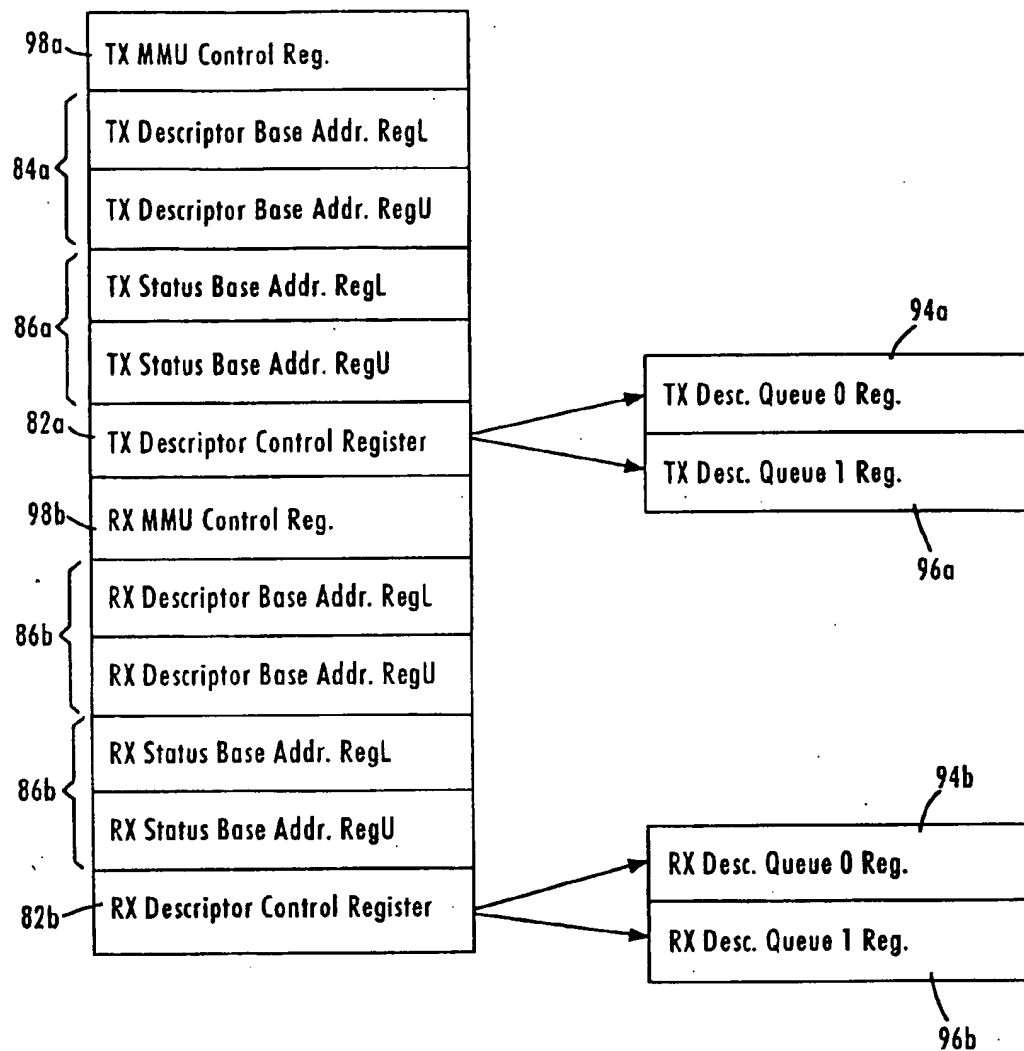 98a
TX MMU Control Reg.
84a
TX Descriptor Base Addr. RegL
TX Descriptor Base Addr. RegU
86a
TX Status Base Addr. RegL
TX Status Base Addr. RegU
82a
TX Descriptor Control Register
94a
TX Desc. Queue 0 Reg.
TX Desc. Queue 1 Reg.
96a
98b
RX MMU Control Reg.
86b
RX Descriptor Base Addr. RegL
RX Descriptor Base Addr. RegU
86b
RX Status Base Addr. RegL
RX Status Base Addr. RegU
82b
RX Descriptor Control Register
94b
RX Desc. Queue 0 Reg.
RX Desc. Queue 1 Reg.
96b